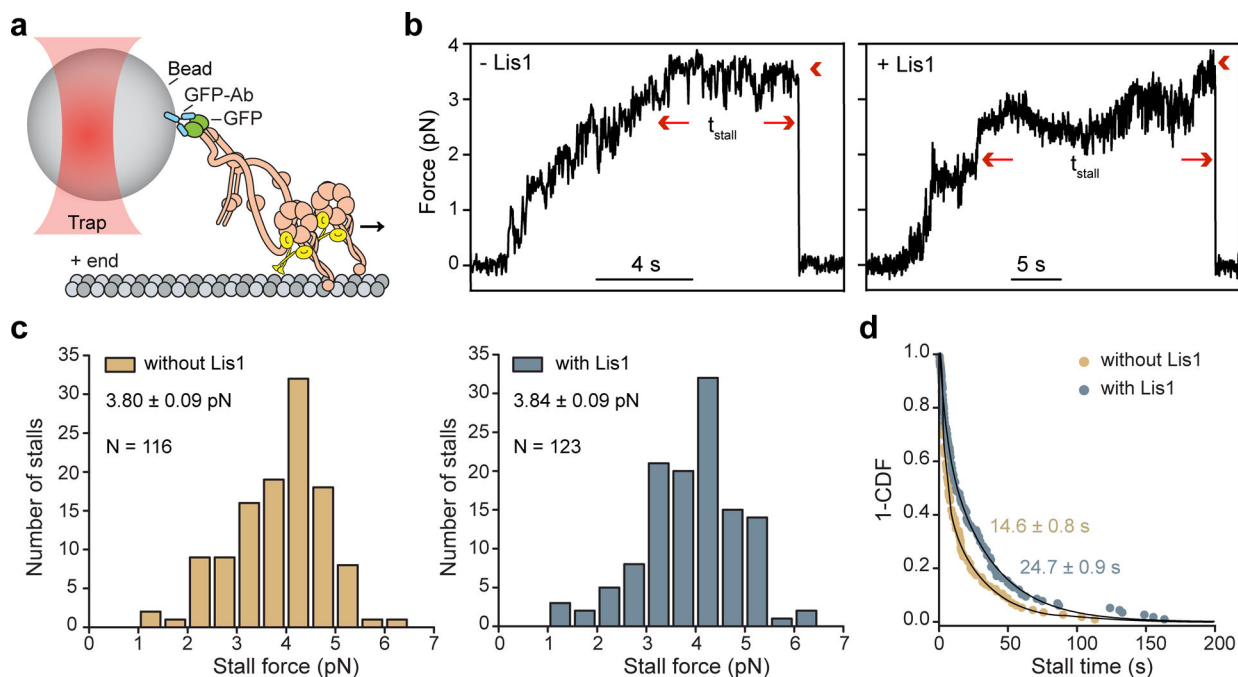 a
Bead
GFP-Ab
GFP
Trap
+ end
b
Force (pN)
4
3
2
1
0
- Lis1
t_stall
4 s
+ Lis1
t_stall
5 s
c
Number of stalls
35
30
25
20
15
10
5
0
without Lis1
3.80 ± 0.09 pN
N = 116
0 1 2 3 4 5 6 7
Stall force (pN)
Number of stalls
35
30
25
20
15
10
5
0
with Lis1
3.84 ± 0.09 pN
N = 123
0 1 2 3 4 5 6 7
Stall force (pN)
d
1-CDF
1.0
0.8
0.6
0.4
0.2
0.0
without Lis1
with Lis1
14.6 ± 0.8 s
24.7 ± 0.9 s
0 50 100 150 200
Stall time (s)